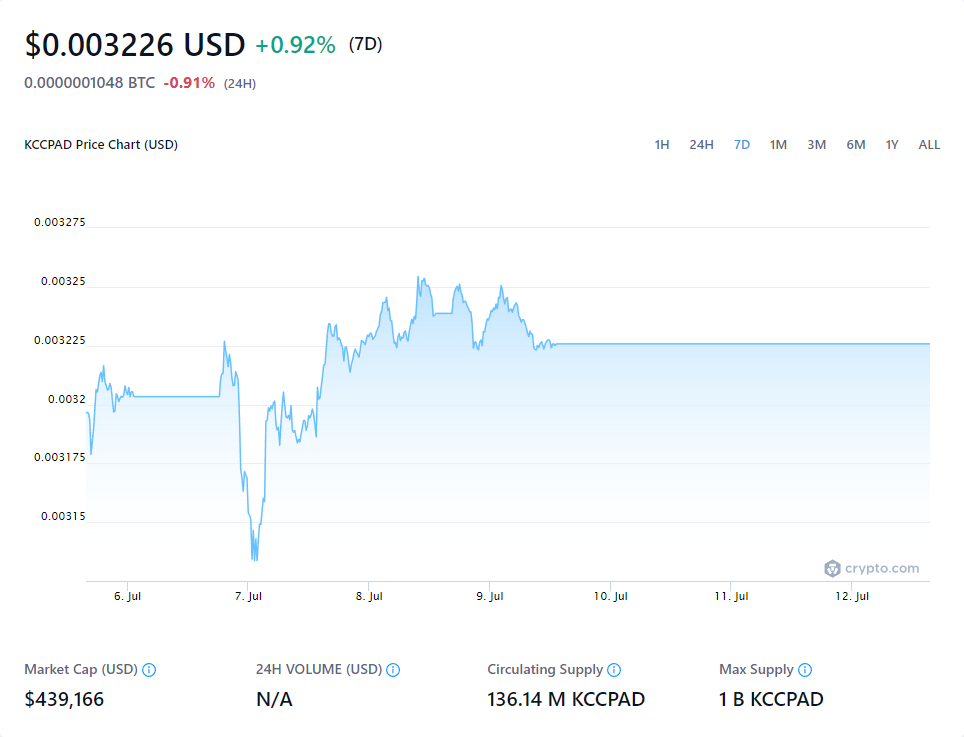 $0.003226 USD +0.92% (7D)
0.0000001048 BTC -0.91% (24H)
KCCPAD Price Chart (USD) 1H 24H 7D 1M 3M 6M 1Y ALL
0.003275
0.00325
0.003225
0.0032
0.003175
0.00315
crypto.com
6. Jul 7. Jul 8. Jul 9. Jul 10. Jul 11. Jul 12. Jul
Market Cap (USD) 24H VOLUME (USD) Circulating Supply Max Supply
$439,166 N/A 136.14 M KCCPAD 1 B KCCPAD